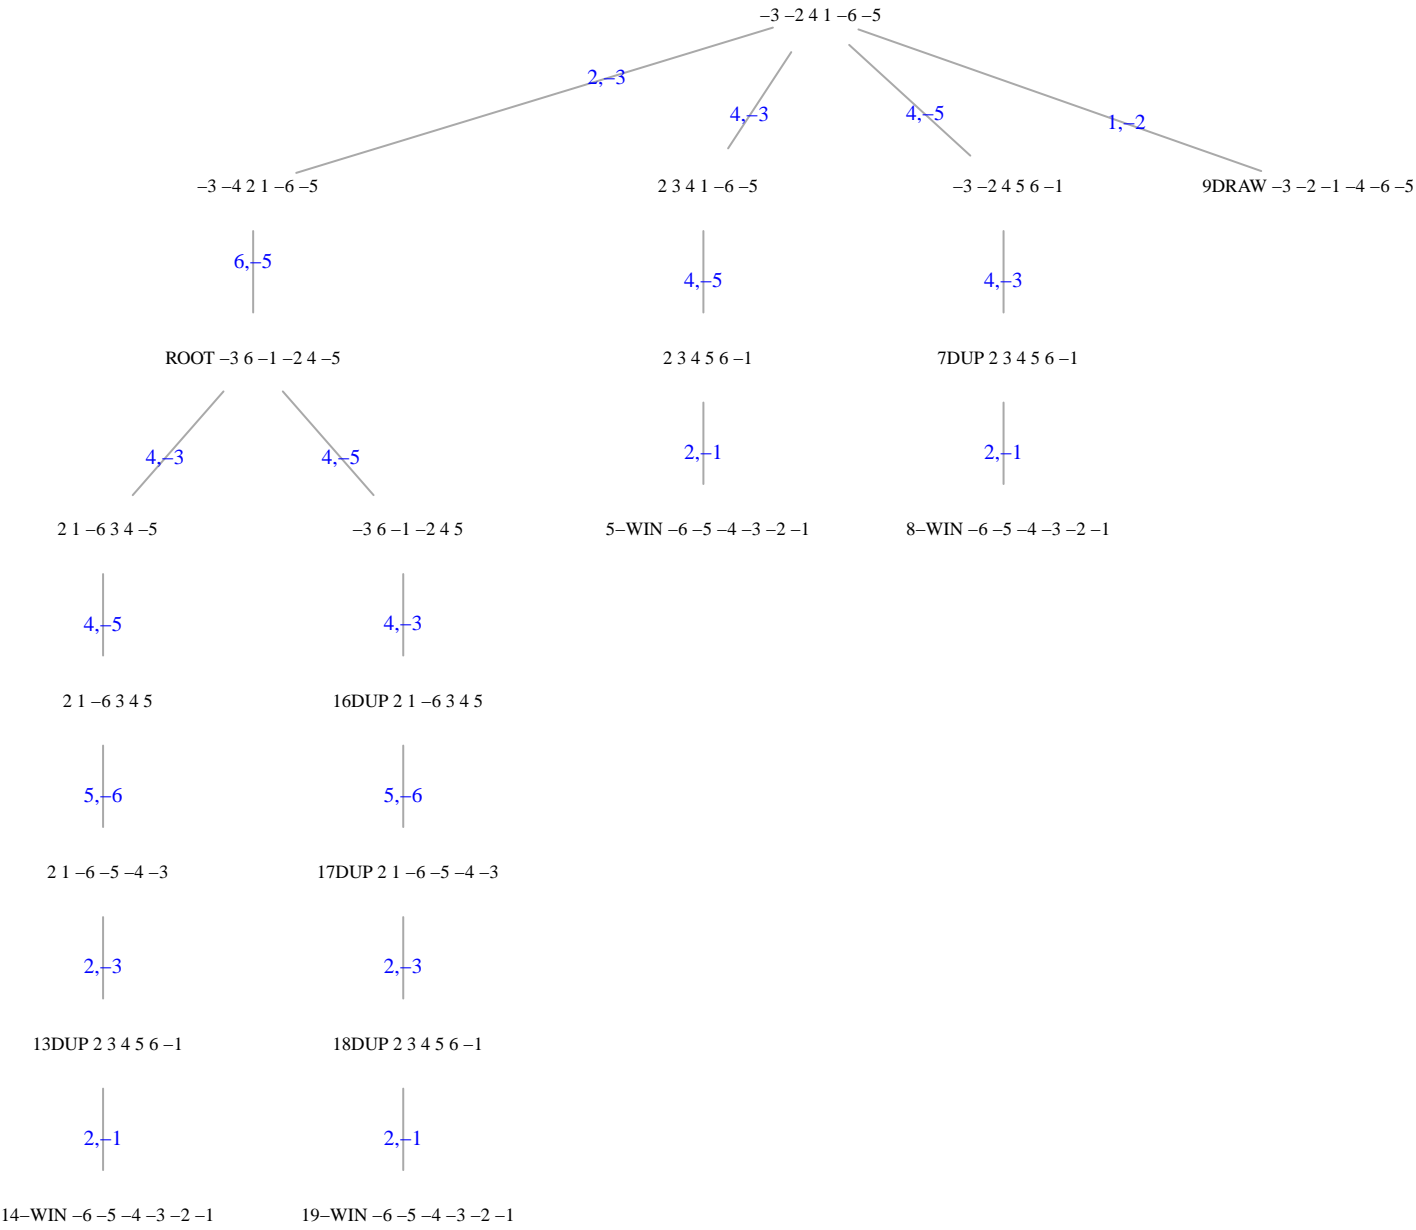 –3 –2 4 1 –6 –5
2,–3
4,–3
4,–5
1,–2
–3 –4 2 1 –6 –5
2 3 4 1 –6 –5
–3 –2 4 5 6 –1
9DRAW –3 –2 –1 –4 –6 –5
6,–5
4,–5
4,–3
ROOT –3 6 –1 –2 4 –5
2 3 4 5 6 –1
7DUP 2 3 4 5 6 –1
4,–3
4,–5
2,–1
2,–1
2 1 –6 3 4 –5
–3 6 –1 –2 4 5
5–WIN –6 –5 –4 –3 –2 –1
8–WIN –6 –5 –4 –3 –2 –1
4,–5
4,–3
2 1 –6 3 4 5
16DUP 2 1 –6 3 4 5
5,–6
5,–6
2 1 –6 –5 –4 –3
17DUP 2 1 –6 –5 –4 –3
2,–3
2,–3
13DUP 2 3 4 5 6 –1
18DUP 2 3 4 5 6 –1
2,–1
2,–1
14–WIN –6 –5 –4 –3 –2 –1
19–WIN –6 –5 –4 –3 –2 –1